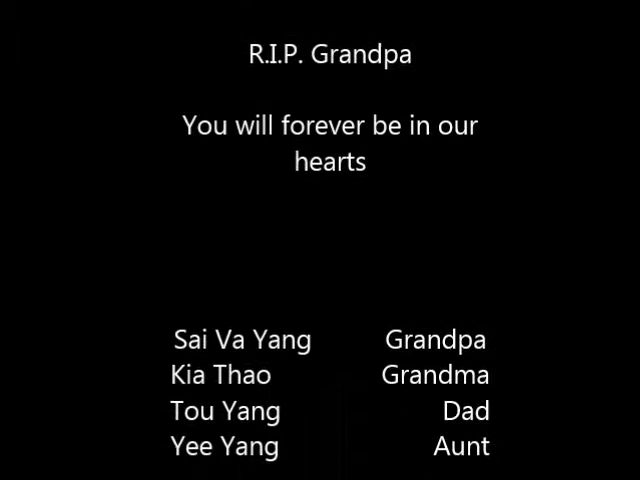 R.I.P. Grandpa
You will forever be in our
hearts
Sai Va Yang Grandpa
Kia Thao Grandma
Tou Yang Dad
Yee Yang Aunt